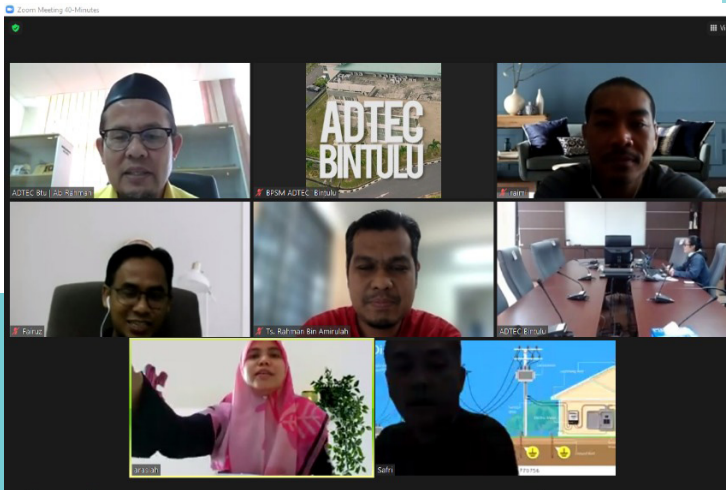 Zoom Meeting 40-Minutes
Vi
ADTEC
BINTULU
ADTEC Btu | Ab Rahman
BPSM ADTEC Bintulu
Fairuz
Ts. Rahman Bin Amirulah
ADTEC Bintulu
Safri